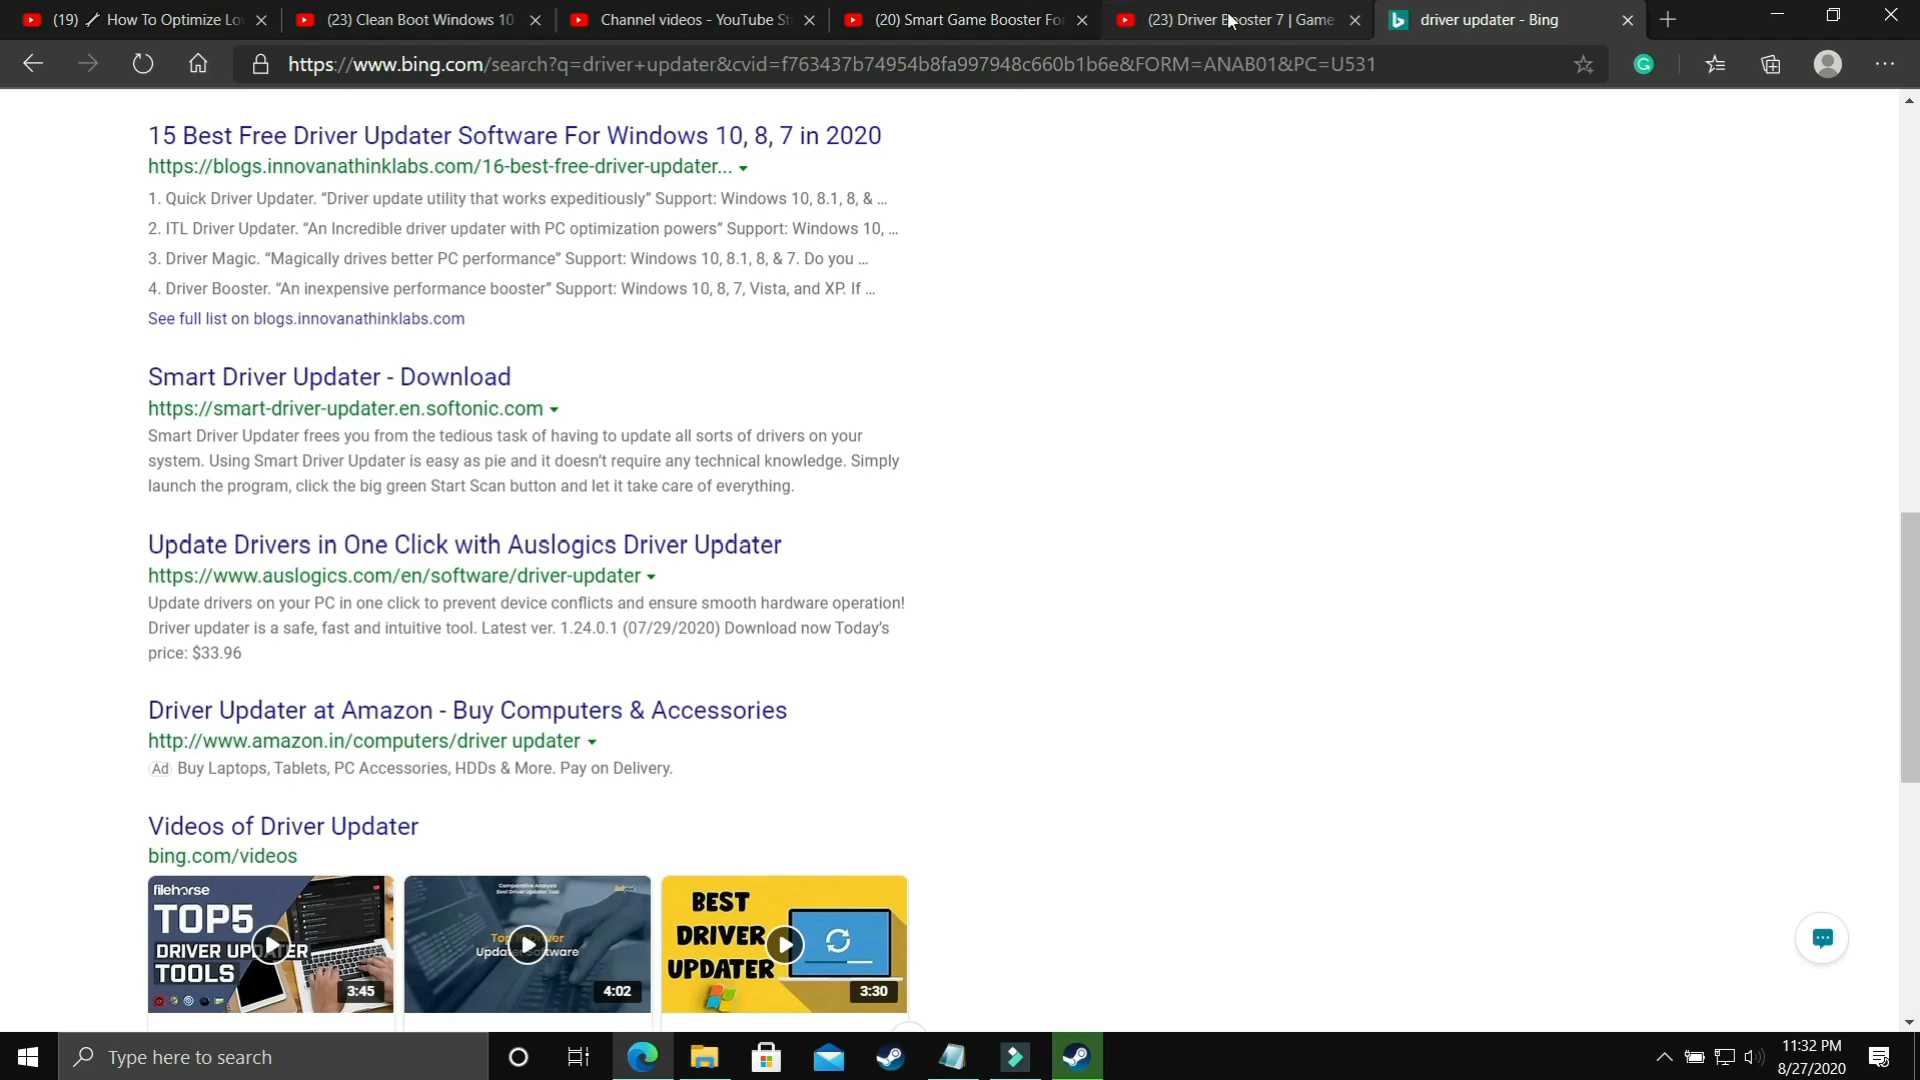 (19) 🔧 How To Optimize Lo
(23) Clean Boot Windows 10
Channel videos - YouTube St
(20) Smart Game Booster For
(23) Driver Booster 7 | Game
driver updater - Bing
https://www.bing.com/search?q=driver+updater&cvid=f763437b74954b8fa997948c660b1b6e&FORM=ANAB01&PC=U531
15 Best Free Driver Updater Software For Windows 10, 8, 7 in 2020
https://blogs.innovanathinklabs.com/16-best-free-driver-updater...
1. Quick Driver Updater. “Driver update utility that works expeditiously” Support: Windows 10, 8.1, 8, & ...
2. ITL Driver Updater. “An Incredible driver updater with PC optimization powers” Support: Windows 10, ...
3. Driver Magic. “Magically drives better PC performance” Support: Windows 10, 8.1, 8, & 7. Do you ...
4. Driver Booster. “An inexpensive performance booster” Support: Windows 10, 8, 7, Vista, and XP. If ...
See full list on blogs.innovanathinklabs.com
Smart Driver Updater - Download
https://smart-driver-updater.en.softonic.com
Smart Driver Updater frees you from the tedious task of having to update all sorts of drivers on your
system. Using Smart Driver Updater is easy as pie and it doesn’t require any technical knowledge. Simply
launch the program, click the big green Start Scan button and let it take care of everything.
Update Drivers in One Click with Auslogics Driver Updater
https://www.auslogics.com/en/software/driver-updater
Update drivers on your PC in one click to prevent device conflicts and ensure smooth hardware operation!
Driver updater is a safe, fast and intuitive tool. Latest ver. 1.24.0.1 (07/29/2020) Download now Today’s
price: $33.96
Driver Updater at Amazon - Buy Computers & Accessories
http://www.amazon.in/computers/driver updater
Ad Buy Laptops, Tablets, PC Accessories, HDDs & More. Pay on Delivery.
Videos of Driver Updater
bing.com/videos
filehorse
TOP5
DRIVER UPDATER
TOOLS
3:45
Comparative Analysis
Best Driver Updater Tool
Updater Software
4:02
BEST
DRIVER
UPDATER
3:30
Type here to search
11:32 PM
8/27/2020